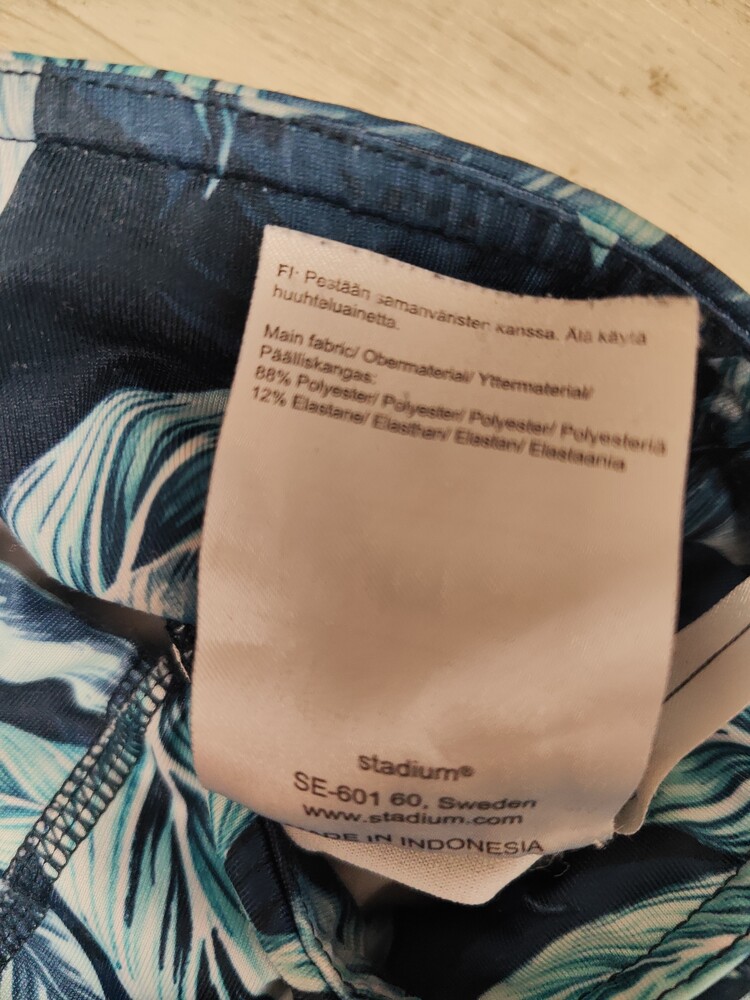 FI: Pestään samanväristen kanssa. Älä käytä
huuhteluainetta.
Main fabric/ Obermaterial/ Yttermaterial/
Päälliskangas:
88% Polyester/ Polyester/ Polyester/ Polyesteriä
12% Elastane/ Elasthan/ Elastan/ Elastaania
stadium®
SE-601 60, Sweden
www.stadium.com
MADE IN INDONESIA